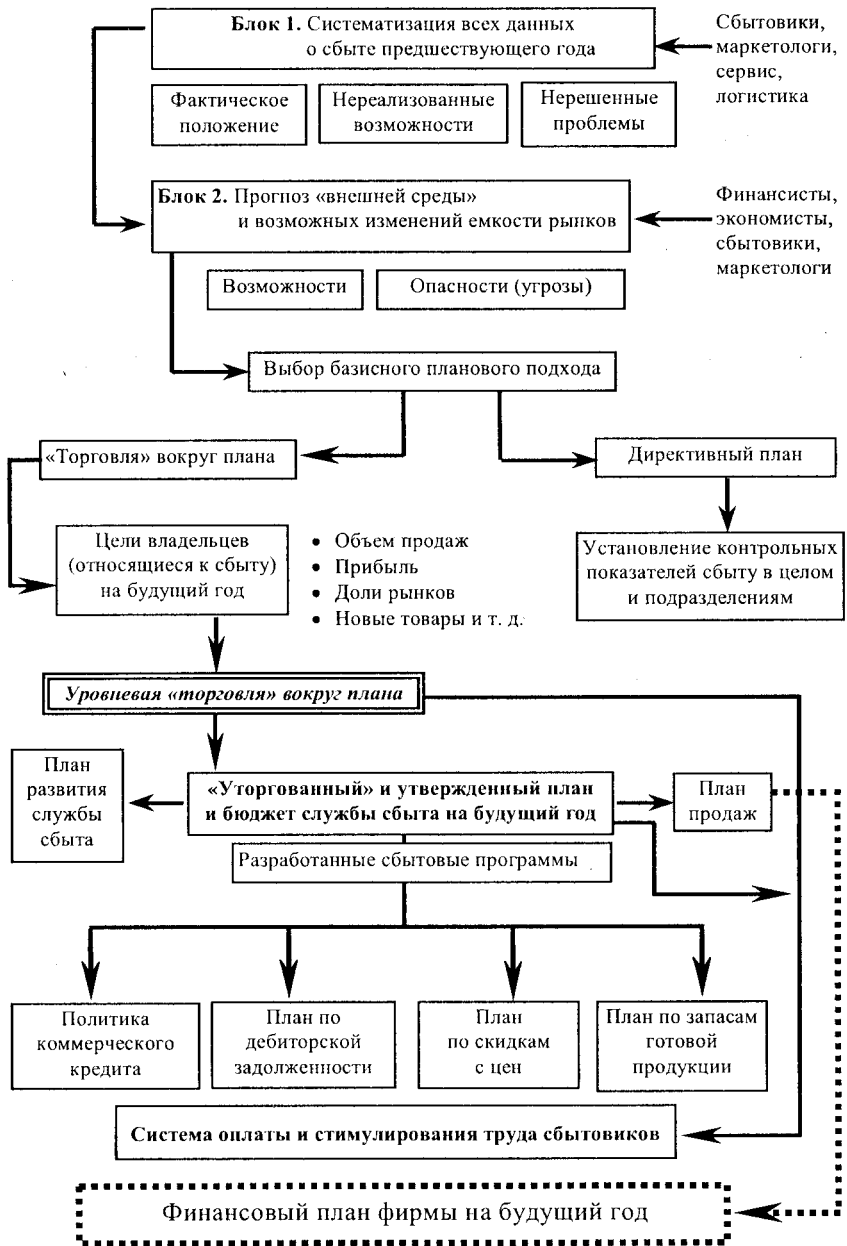 Блок 1. Систематизация всех данных
о сбыте предшествующего года
Сбытовики,
маркетологи,
сервис,
логистика
Фактическое
положение
Нереализованные
возможности
Нерешенные
проблемы
Блок 2. Прогноз «внешней среды»
и возможных изменений емкости рынков
Финансисты,
экономисты,
сбытовики,
маркетологи
Возможности
Опасности (угрозы)
Выбор базисного планового подхода
«Торговля» вокруг плана
Директивный план
Цели владельцев
(относящиеся к сбыту)
на будущий год
• Объем продаж
• Прибыль
• Доли рынков
• Новые товары и т. д.
Установление контрольных
показателей сбыту в целом
и подразделениям
Уровневая «торговля» вокруг плана
План
развития
службы
сбыта
«Уторгованный» и утвержденный план
и бюджет службы сбыта на будущий год
План
продаж
Разработанные сбытовые программы
Политика
коммерческого
кредита
План по
дебиторской
задолженности
План
по скидкам
с цен
План по запасам
готовой
продукции
Система оплаты и стимулирования труда сбытовиков
Финансовый план фирмы на будущий год